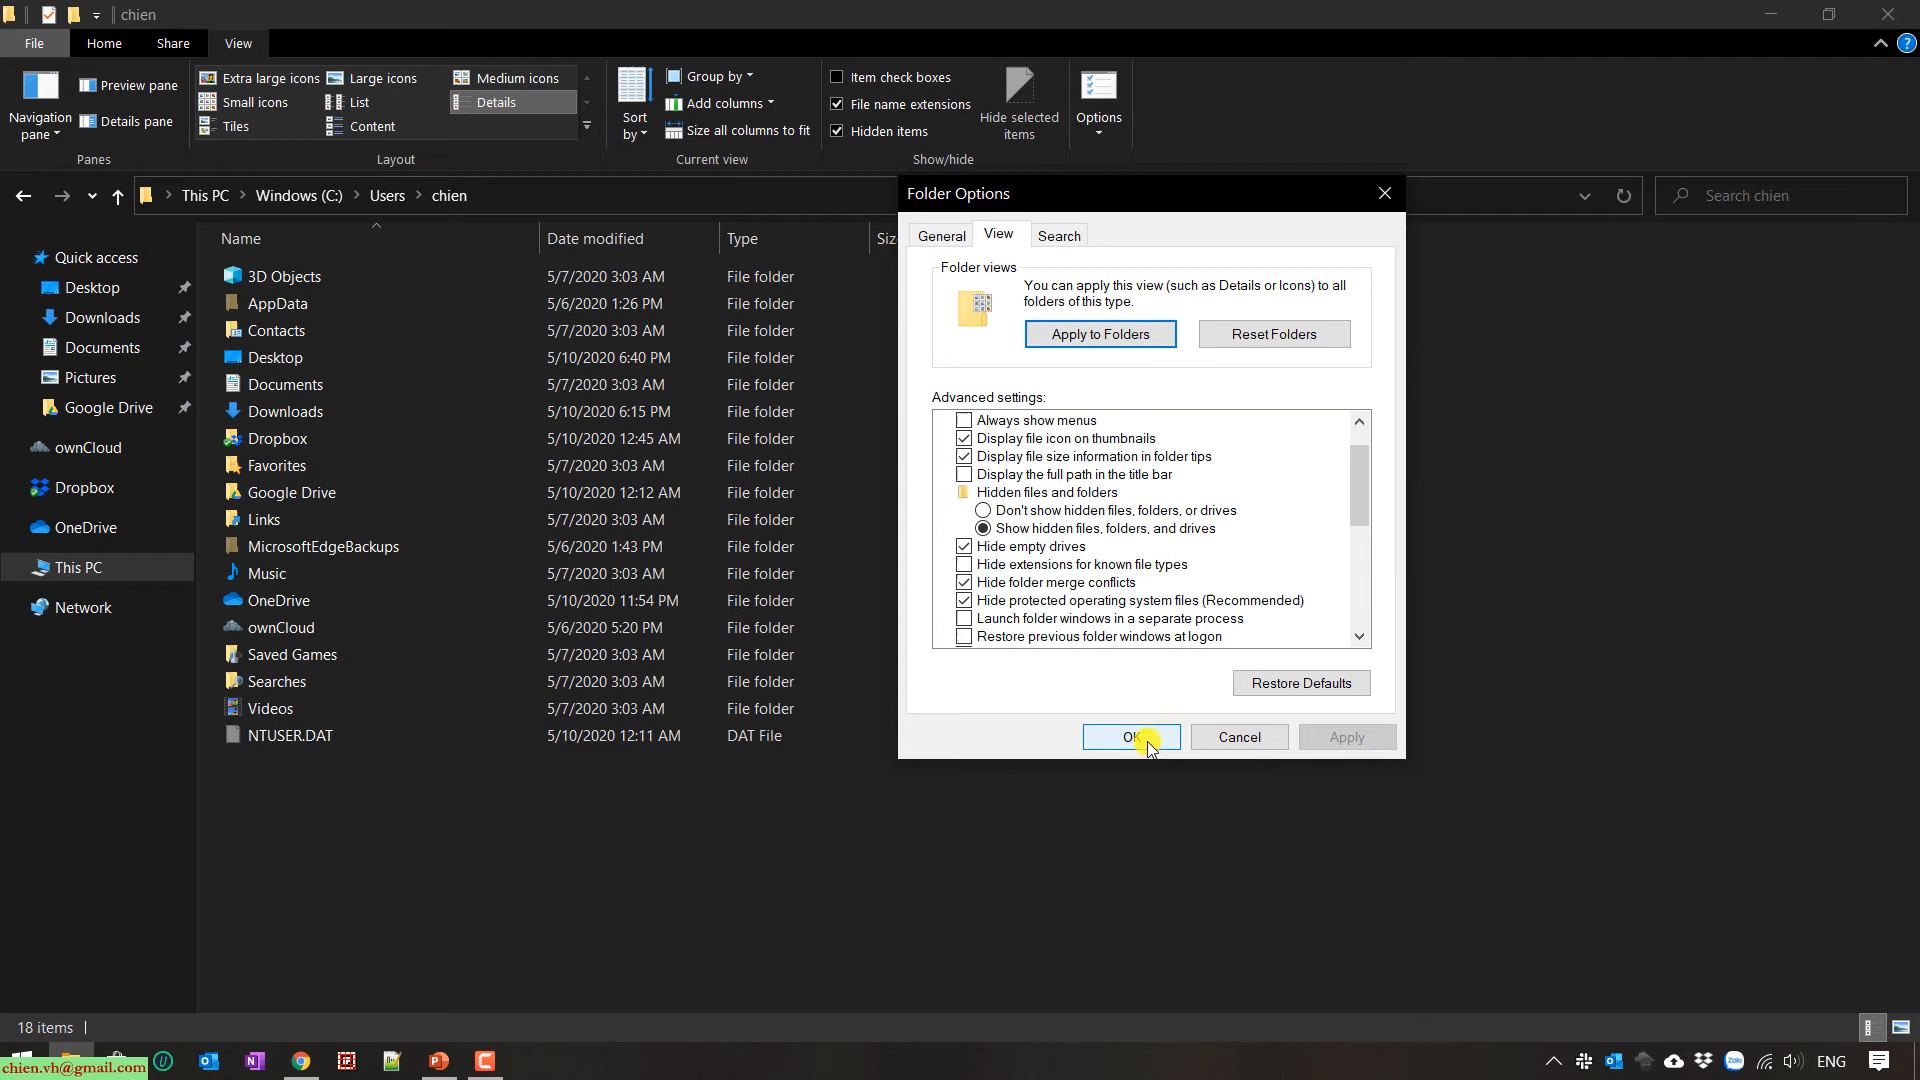 chien
File Home Share View
Navigation pane
Preview pane
Details pane
Panes
Extra large icons Large icons Medium icons
Small icons List Details
Tiles Content
Layout
Sort by
Group by
Add columns
Size all columns to fit
Current view
Item check boxes
File name extensions
Hidden items
Hide selected items
Show/hide
Options
This PC Windows (C:) Users chien
Search chien
Quick access
Desktop
Downloads
Documents
Pictures
Google Drive
ownCloud
Dropbox
OneDrive
This PC
Network
Name Date modified Type
3D Objects 5/7/2020 3:03 AM File folder
AppData 5/6/2020 1:26 PM File folder
Contacts 5/7/2020 3:03 AM File folder
Desktop 5/10/2020 6:40 PM File folder
Documents 5/7/2020 3:03 AM File folder
Downloads 5/10/2020 6:15 PM File folder
Dropbox 5/10/2020 12:45 AM File folder
Favorites 5/7/2020 3:03 AM File folder
Google Drive 5/10/2020 12:12 AM File folder
Links 5/7/2020 3:03 AM File folder
MicrosoftEdgeBackups 5/6/2020 1:43 PM File folder
Music 5/7/2020 3:03 AM File folder
OneDrive 5/10/2020 11:54 PM File folder
ownCloud 5/6/2020 5:20 PM File folder
Saved Games 5/7/2020 3:03 AM File folder
Searches 5/7/2020 3:03 AM File folder
Videos 5/7/2020 3:03 AM File folder
NTUSER.DAT 5/10/2020 12:11 AM DAT File
Folder Options
General View Search
Folder views
You can apply this view (such as Details or Icons) to all
folders of this type.
Apply to Folders Reset Folders
Advanced settings:
Always show menus
Display file icon on thumbnails
Display file size information in folder tips
Display the full path in the title bar
Hidden files and folders
Don't show hidden files, folders, or drives
Show hidden files, folders, and drives
Hide empty drives
Hide extensions for known file types
Hide folder merge conflicts
Hide protected operating system files (Recommended)
Launch folder windows in a separate process
Restore previous folder windows at logon
Restore Defaults
OK Cancel Apply
18 items
chien.vh@gmail.com
Zalo
ENG